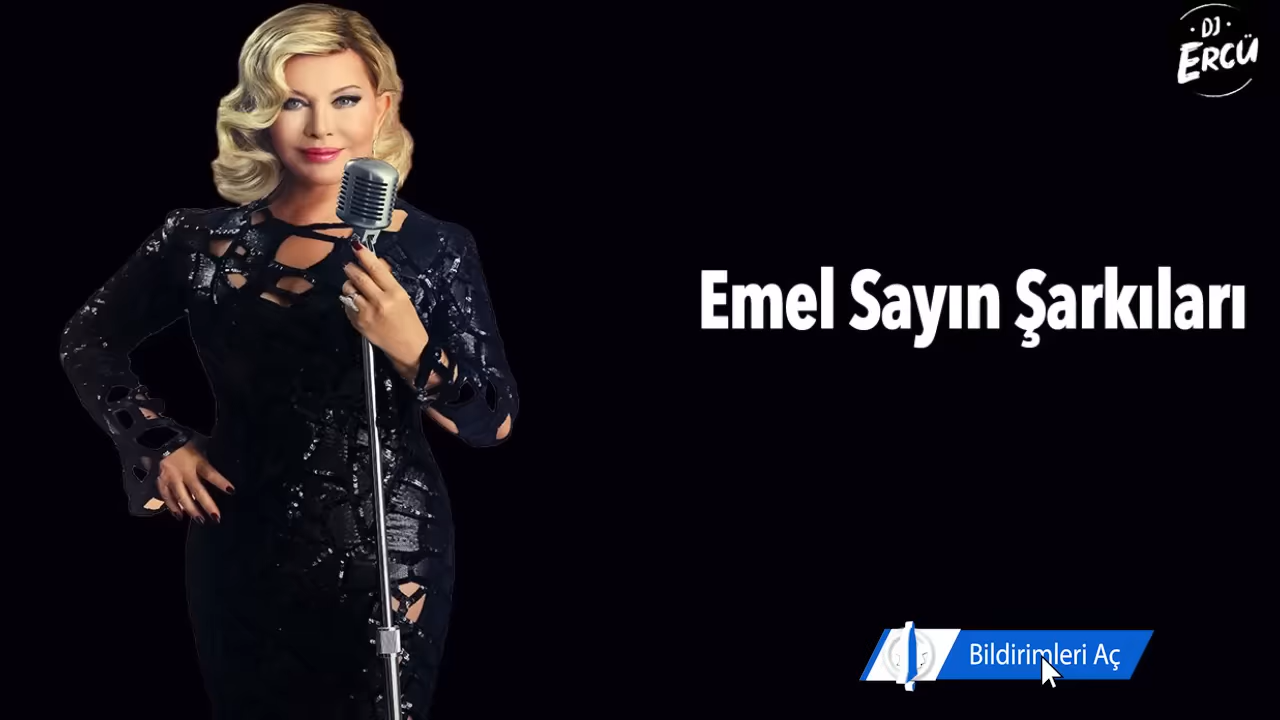 · DJ ·
ERCÜ
Emel Sayın Şarkıları
Bildirimleri Aç